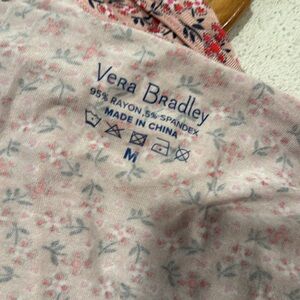 Vera Bradley
95% RAYON, 5% SPANDEX
MADE IN CHINA
M